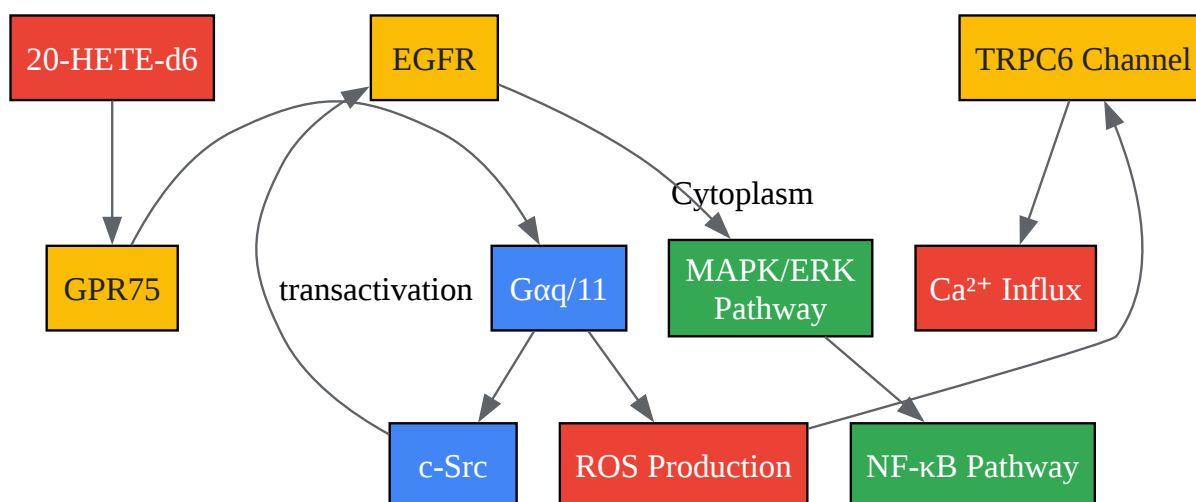 20-HETE-d6
EGFR
TRPC6 Channel
Cytoplasm
GPR75
transactivation
Gαq/11
MAPK/ERK
Pathway
Ca²⁺ Influx
c-Src
ROS Production
NF-κB Pathway